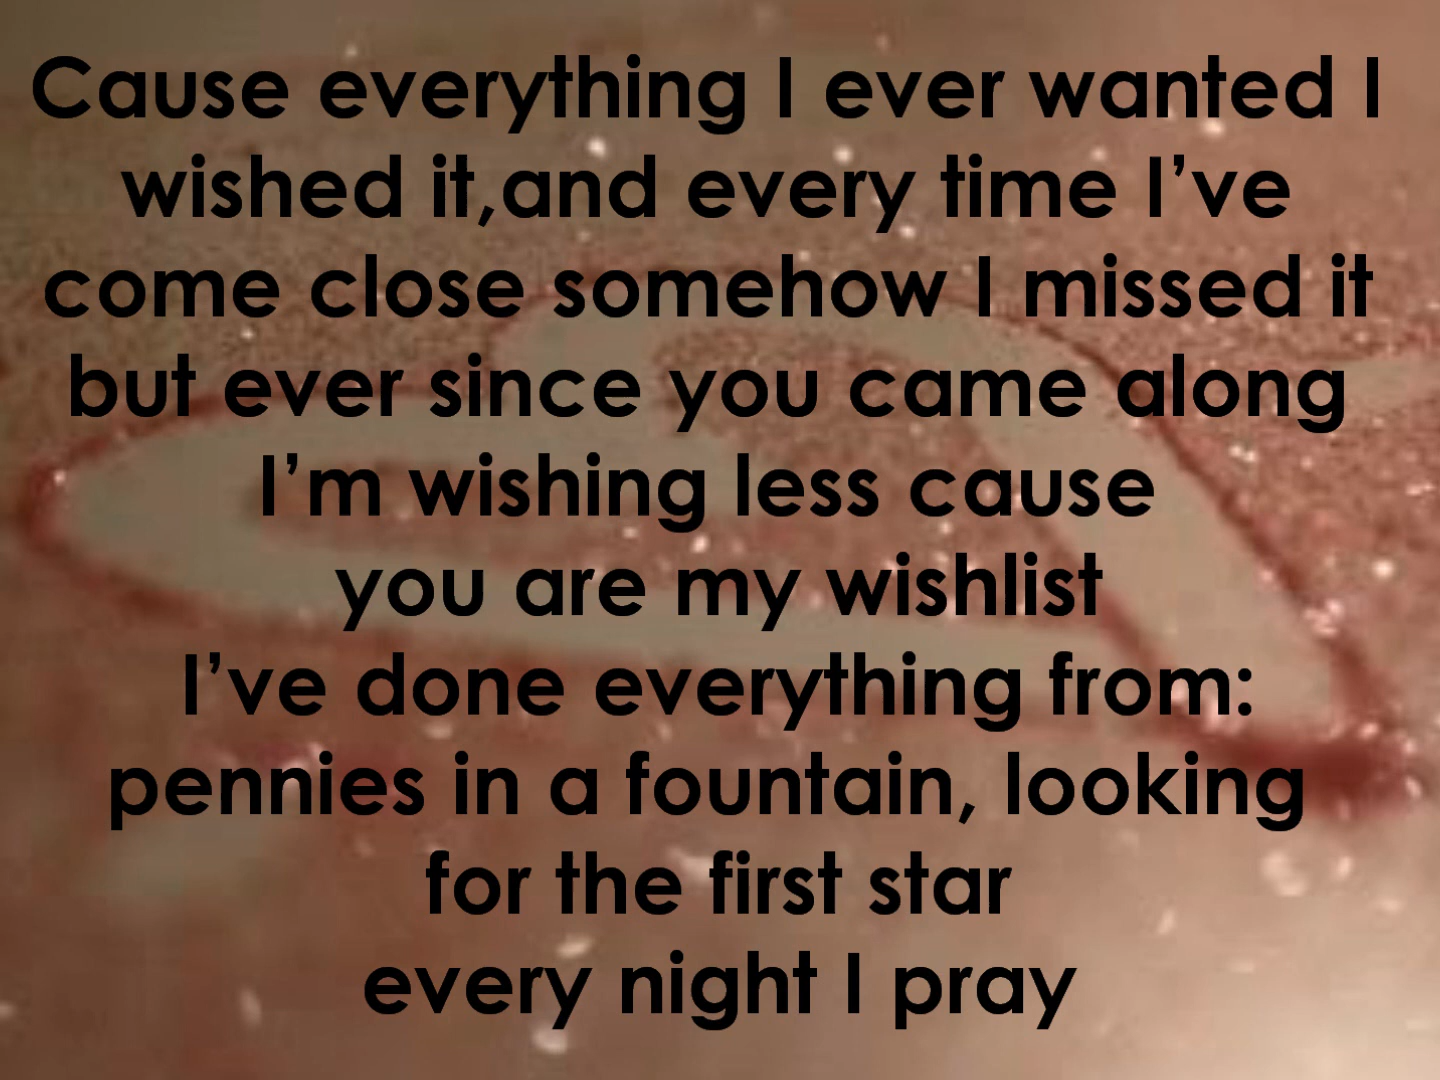 Cause everything I ever wanted I
wished it,and every time I've
come close somehow I missed it
but ever since you came along
I'm wishing less cause
you are my wishlist
I've done everything from:
pennies in a fountain, looking
for the first star
every night I pray